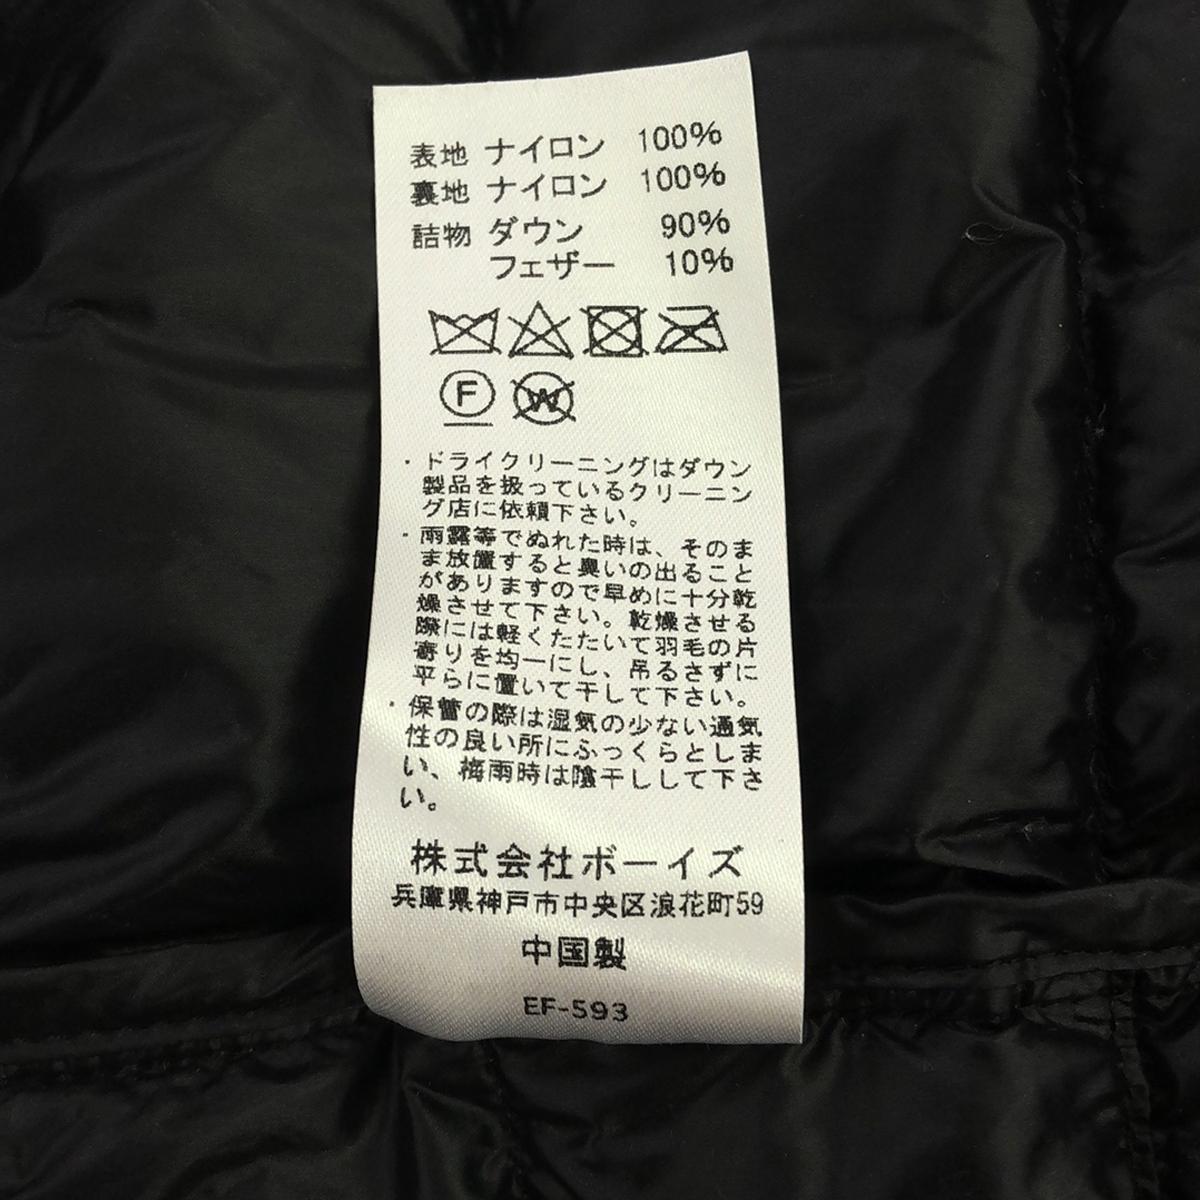 表地 ナイロン 100%
裏地 ナイロン 100%
詰物 ダウン 90%
フェザー 10%
F W
・ドライクリーニングはダウン
製品を扱っているクリーニン
グ店に依頼下さい。
・雨露等でぬれた時は、そのま
ま放置すると臭いの出ること
がありますので早めに十分乾
燥させて下さい。乾燥させる
際には軽くたたいて羽毛の片
寄りを均一にし、吊るさずに
平らに置いて干して下さい。
・保管の際は湿気の少ない通気
性の良い所にふっくらとしま
い、梅雨時は陰干しして下さ
い。
株式会社ボーイズ
兵庫県神戸市中央区浪花町59
中国製
EF-593